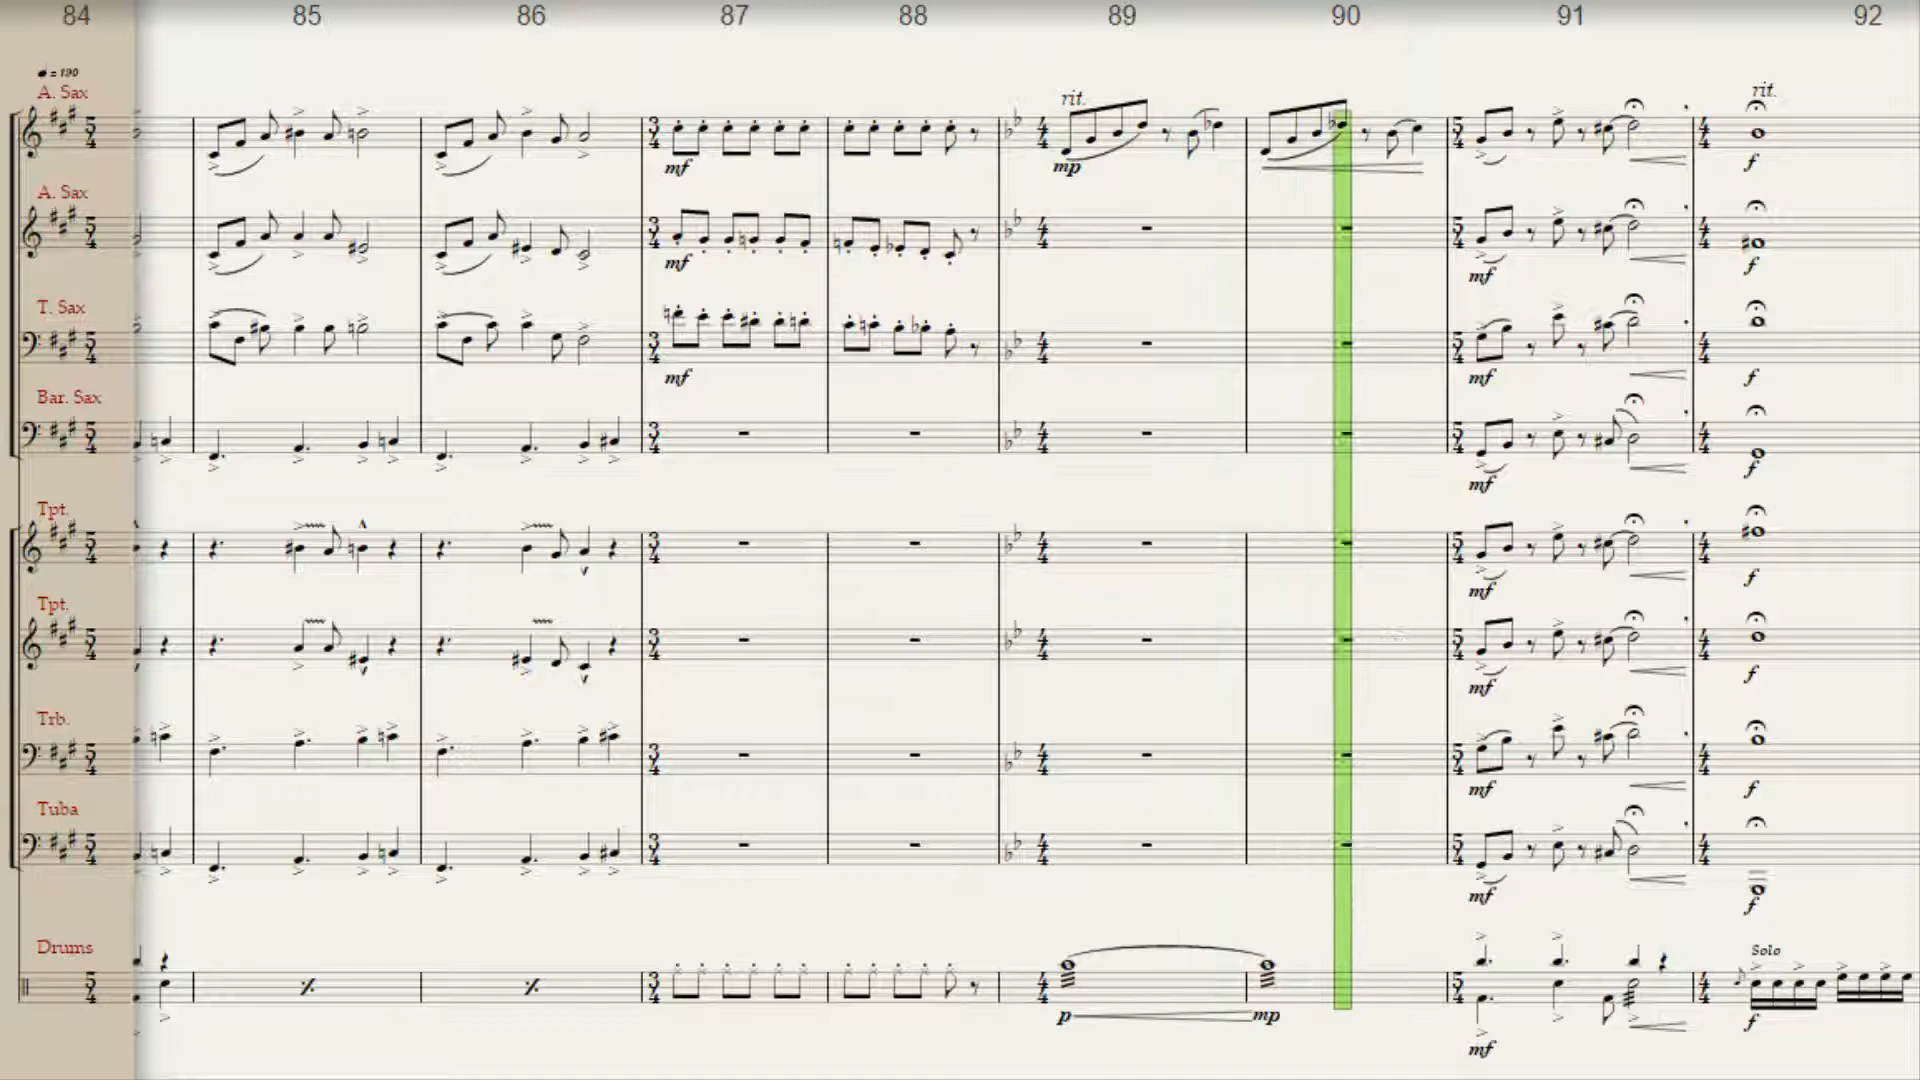 84 85 86 87 88 89 90 91 92
= 190
A. Sax
rit.
rit.
mf
mp
f
A. Sax
mf
mf
f
T. Sax
mf
mf
f
Bar. Sax
mf
f
Tpt.
mf
f
Tpt.
mf
f
Trb.
mf
f
Tuba
mf
f
Drums
Solo
p
mp
f
mf